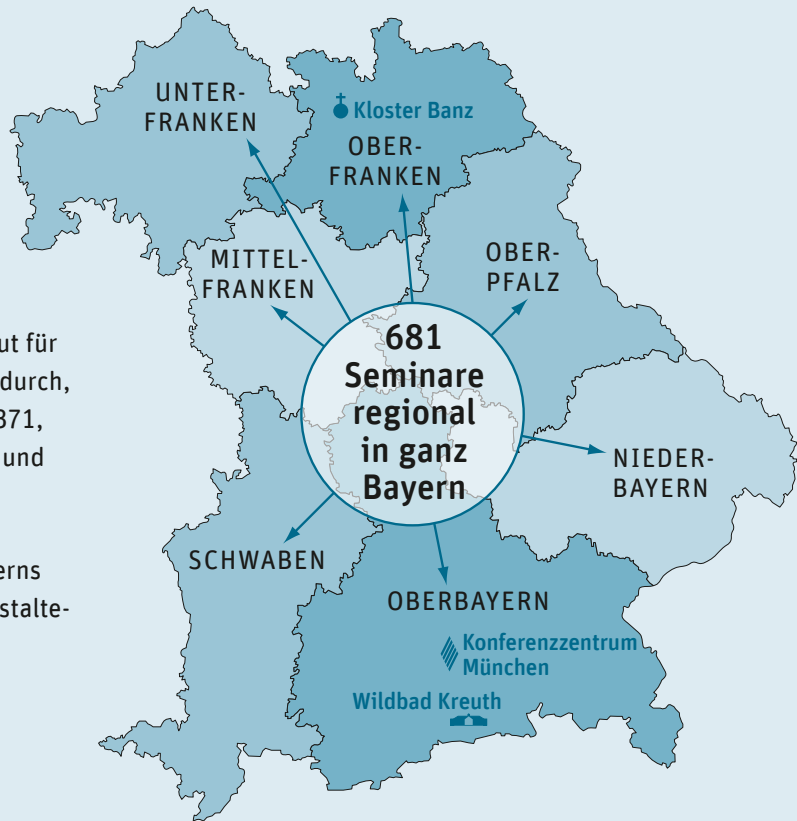 UNTER-
FRANKEN
Kloster Banz
OBER-
FRANKEN
MITTEL-
FRANKEN
OBER-
PFALZ
681
Seminare
regional
in ganz
Bayern
NIEDER-
BAYERN
SCHWABEN
OBERBAYERN
Konferenzzentrum
München
Wildbad Kreuth
ut für
durch,
371,
und
erns
stalte-